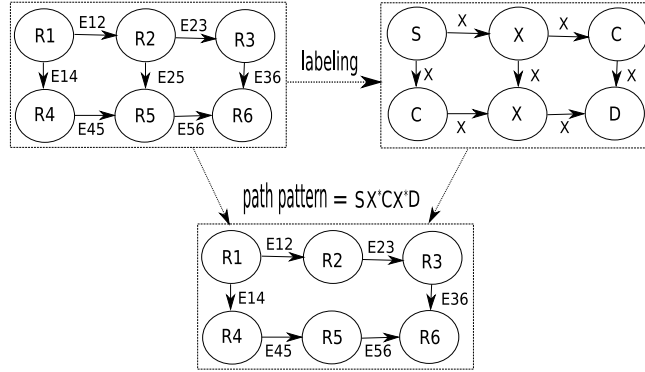 R1 E12 R2 E23 R3
E14 E25 E36
R4 E45 R5 E56 R6
labeling
S X X X C
X X X
C X X X D
path pattern = SX*CX*D
R1 E12 R2 E23 R3
E14 E36
R4 E45 R5 E56 R6